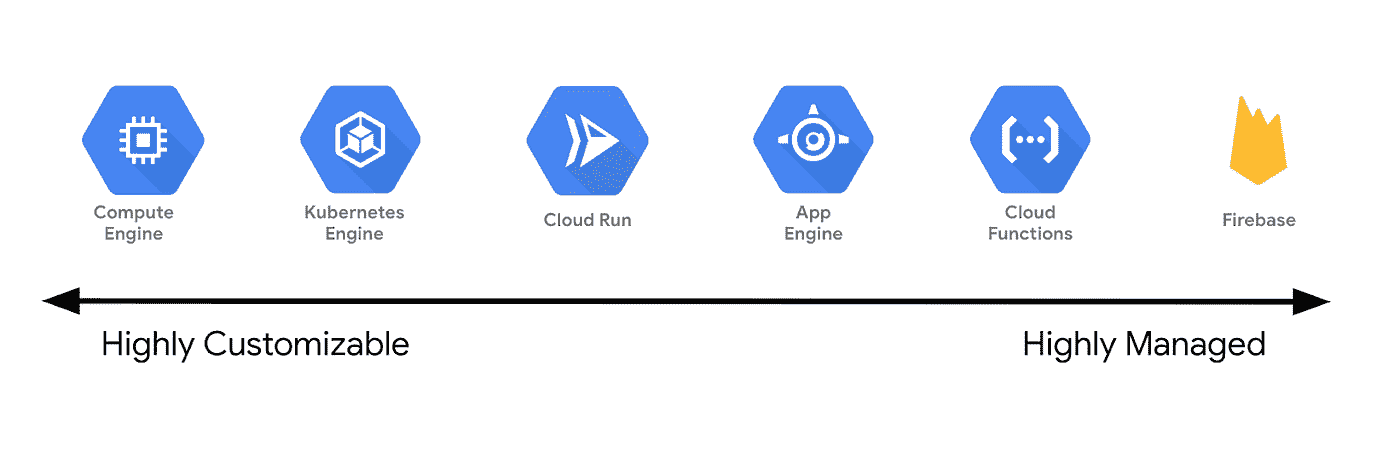 Compute
Engine
Kubernetes
Engine
Cloud Run
App
Engine
Cloud
Functions
Firebase
Highly Customizable
Highly Managed